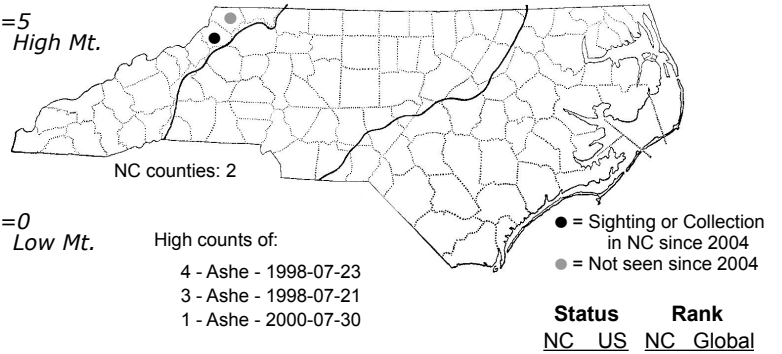 =5
High Mt.
NC counties: 2
=0
Low Mt.
High counts of:
4 - Ashe - 1998-07-23
3 - Ashe - 1998-07-21
1 - Ashe - 2000-07-30
= Sighting or Collection
in NC since 2004
= Not seen since 2004
Status Rank
NC US NC Global